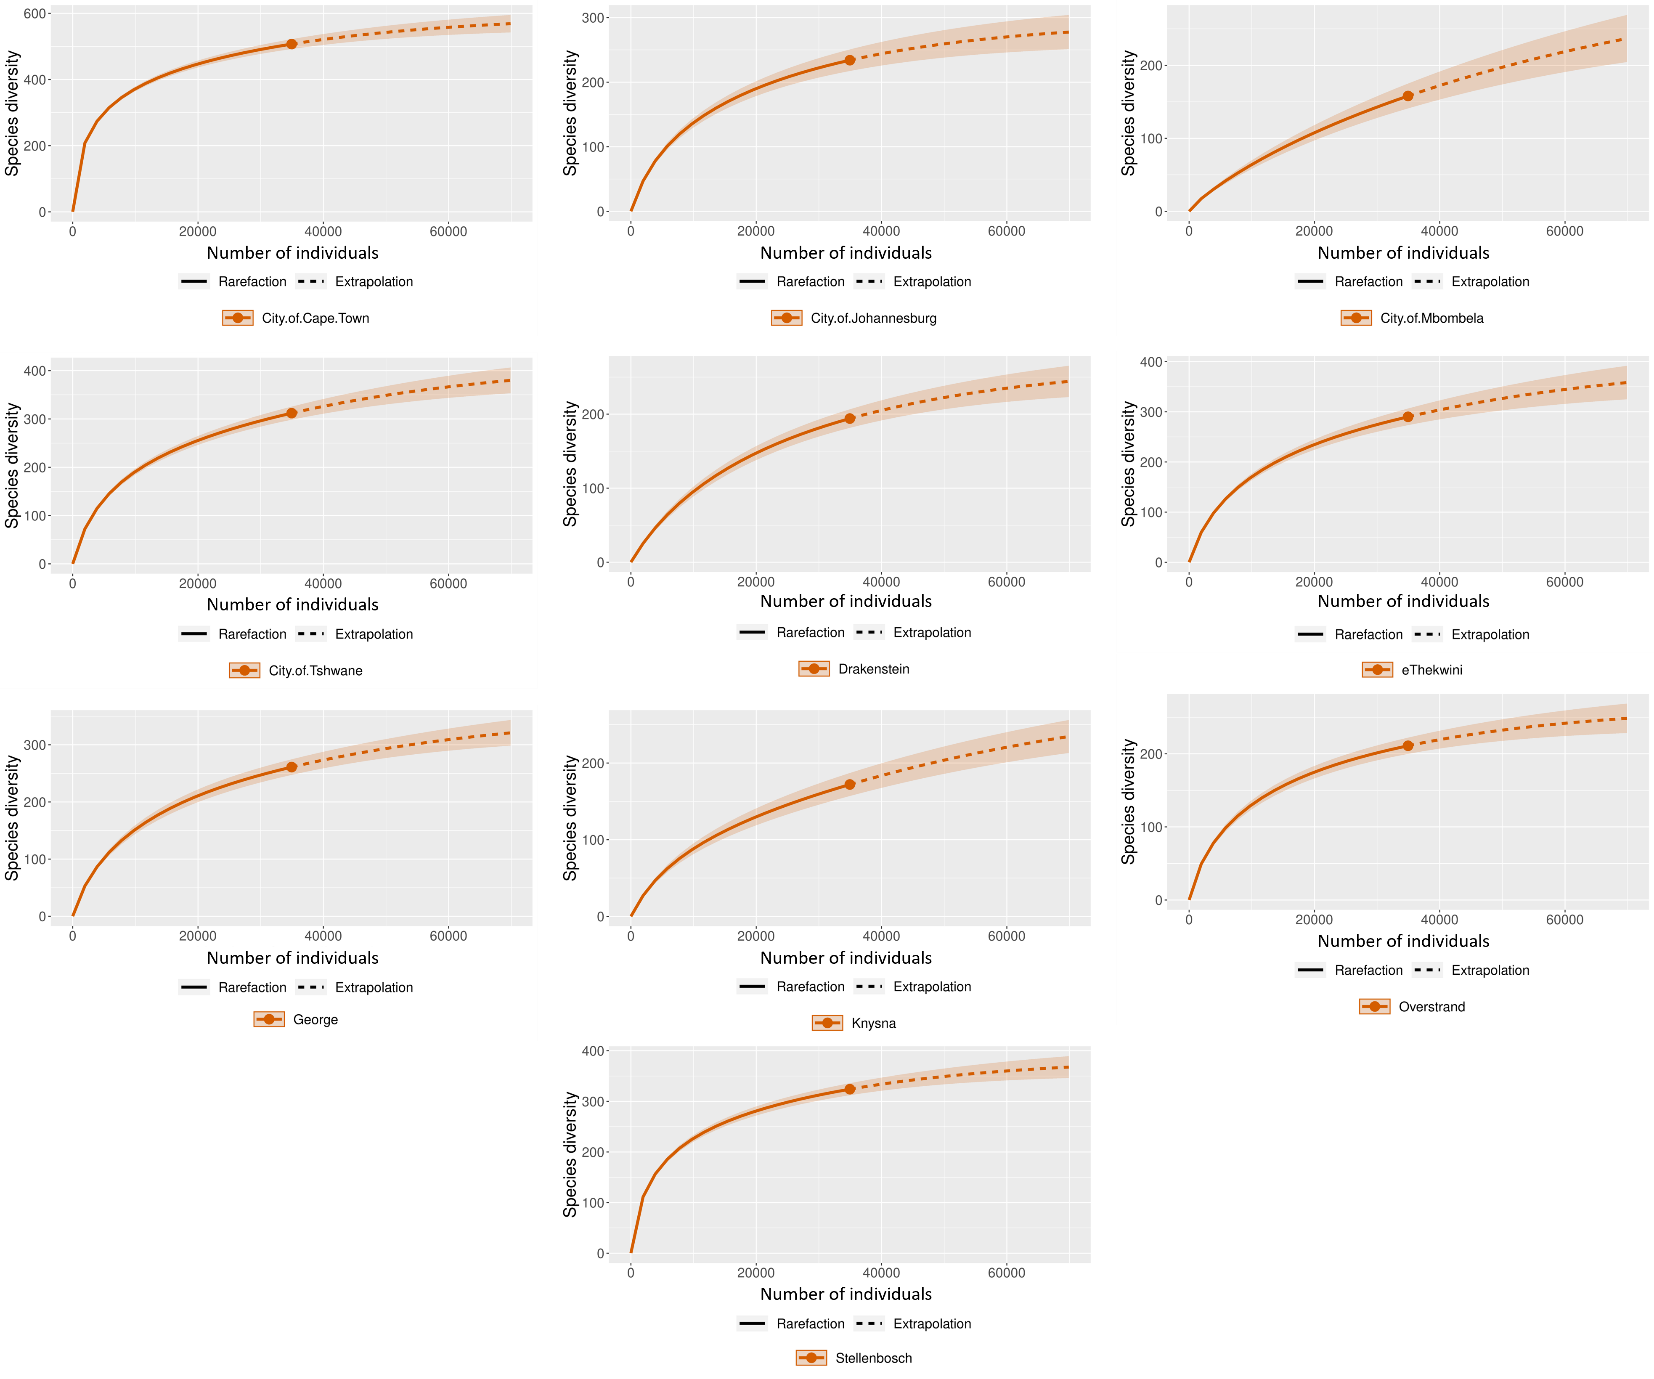 Species diversity
600
400
200
0
0 20000 40000 60000
Number of individuals
Rarefaction Extrapolation
City.of.Cape.Town
Species diversity
300
200
100
0
0 20000 40000 60000
Number of individuals
Rarefaction Extrapolation
City.of.Johannesburg
Species diversity
200
100
0
0 20000 40000 60000
Number of individuals
Rarefaction Extrapolation
City.of.Mbombela
Species diversity
400
300
200
100
0
0 20000 40000 60000
Number of individuals
Rarefaction Extrapolation
City.of.Tshwane
Species diversity
200
100
0
0 20000 40000 60000
Number of individuals
Rarefaction Extrapolation
Drakenstein
Species diversity
400
300
200
100
0
0 20000 40000 60000
Number of individuals
Rarefaction Extrapolation
eThekwini
Species diversity
300
200
100
0
0 20000 40000 60000
Number of individuals
Rarefaction Extrapolation
George
Species diversity
200
100
0
0 20000 40000 60000
Number of individuals
Rarefaction Extrapolation
Knysna
Species diversity
200
100
0
0 20000 40000 60000
Number of individuals
Rarefaction Extrapolation
Overstrand
Species diversity
400
300
200
100
0
0 20000 40000 60000
Number of individuals
Rarefaction Extrapolation
Stellenbosch